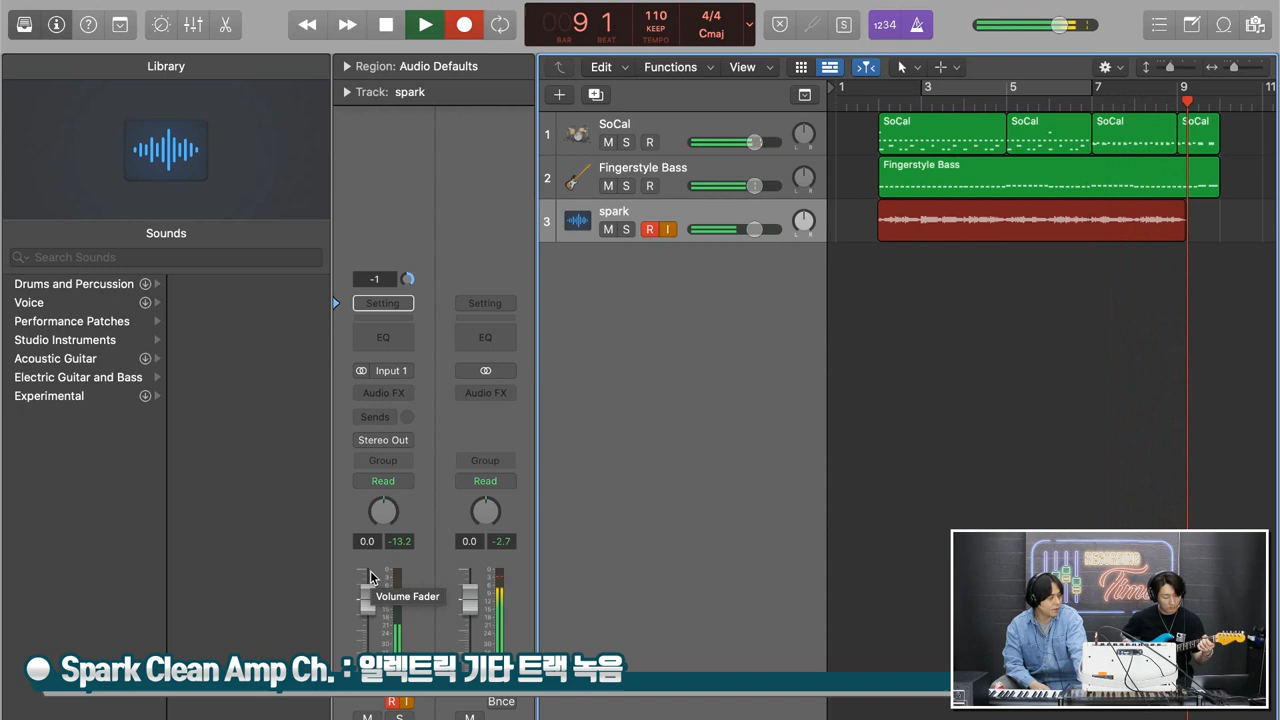 009 1
BAR BEAT
110
KEEP
TEMPO
4/4
Cmaj
1234
S
Library
Region: Audio Defaults
Track: spark
Edit
Functions
View
1
3
5
7
9
11
Sounds
Search Sounds
Drums and Percussion
Voice
Performance Patches
Studio Instruments
Acoustic Guitar
Electric Guitar and Bass
Experimental
1
SoCal
M S R
L R
2
Fingerstyle Bass
M S R
L R
3
spark
M S R I
L R
SoCal
SoCal
SoCal
SoCal
Fingerstyle Bass
-1
Setting
Setting
EQ
EQ
Input 1
Audio FX
Audio FX
Sends
Stereo Out
Group
Group
Read
Read
0.0
-13.2
0.0
-2.7
Volume Fader
RECORDING
Time
Spark Clean Amp Ch. : 일렉트릭 기타 트랙 녹음
R I
Bnce
M S
M